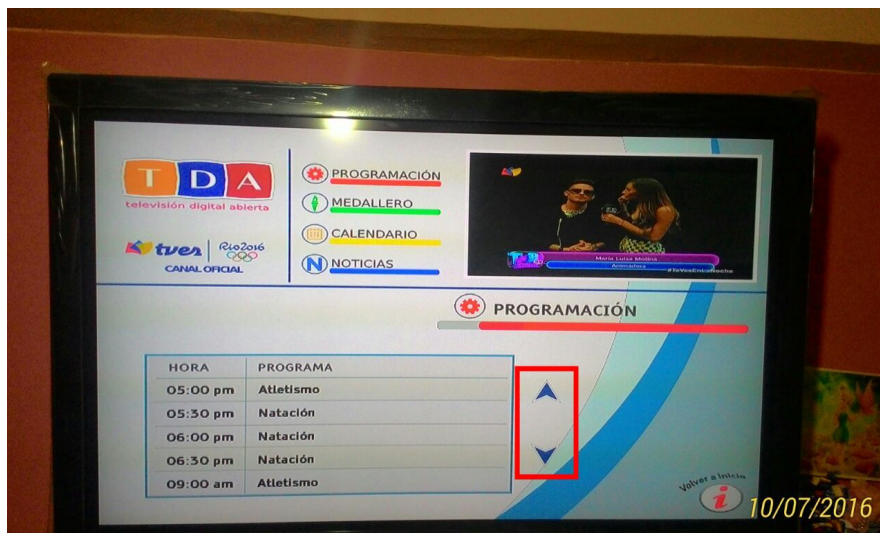 TDA
televisión digital abierta
tves
Rio2016
CANAL OFICIAL
PROGRAMACIÓN
MEDALLERO
CALENDARIO
N NOTICIAS
María Luisa Molina
Animadora
#TeVesEnLaNoche
PROGRAMACIÓN
HORA PROGRAMA
05:00 pm Atletismo
05:30 pm Natación
06:00 pm Natación
06:30 pm Natación
09:00 am Atletismo
Volver a Inicio
i
10/07/2016